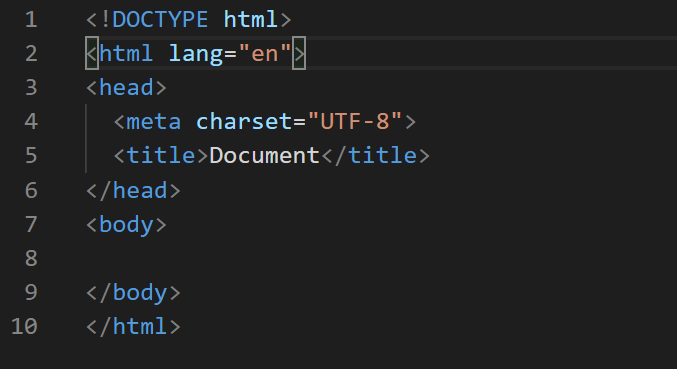 1 <!DOCTYPE html>
2 <html lang="en">
3 <head>
4   <meta charset="UTF-8">
5   <title>Document</title>
6 </head>
7 <body>
8
9 </body>
10 </html>